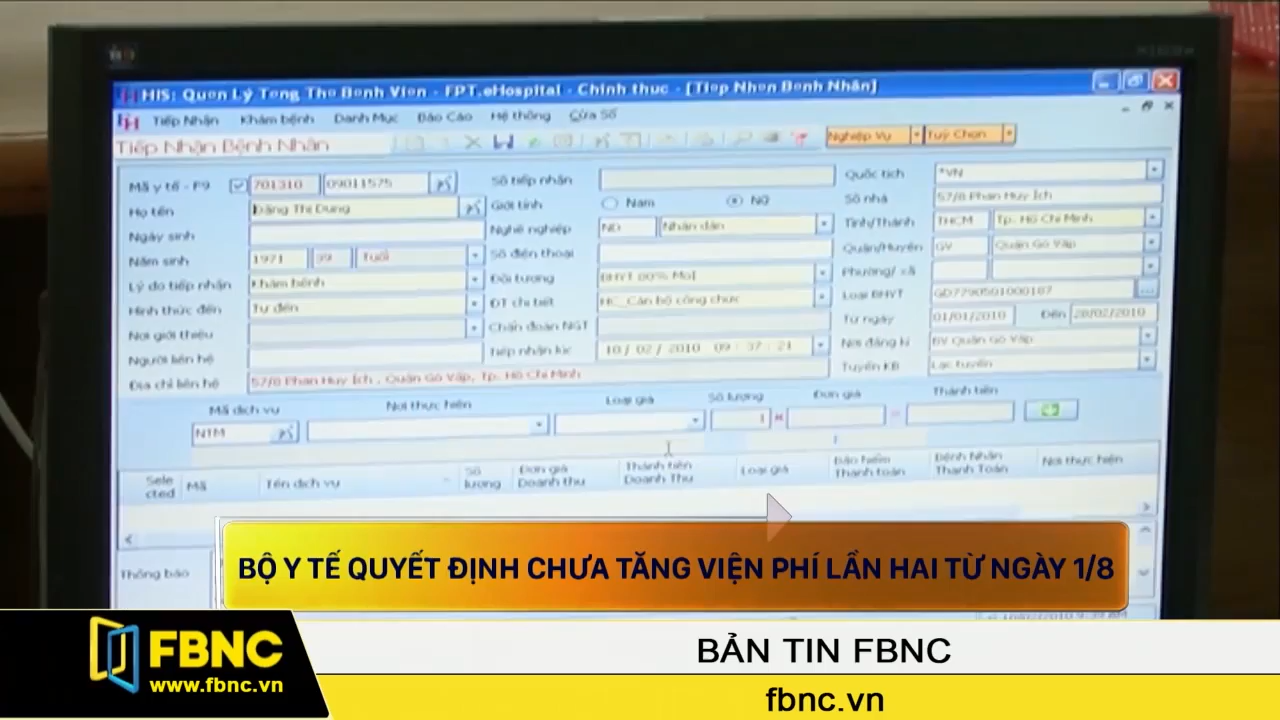 HIS: Quan Ly Tong The Benh Vien - FPT.eHospital - Chinh thuc - [Tiep Nhan Benh Nhan]
Tiếp Nhận Khám bệnh Danh Mục Báo Cáo Hệ thống Cửa Sổ
Tiếp Nhận Bệnh Nhân
Nghiệp Vụ Tuỳ Chọn
Mã y tế - F9 701310 09011575 Số tiếp nhận Quốc tịch *VN
Họ tên Đặng Thị Dung Giới tính Nam Nữ Số nhà 57/8 Phan Huy Ích
Ngày sinh Nghề nghiệp ND Nhân dân Tỉnh/Thành THCM Tp. Hồ Chí Minh
Năm sinh 1971 39 Tuổi Số điện thoại Quận/Huyện GV Quận Gò Vấp
Lý do tiếp nhận Khám bệnh Đối tượng Phường/ xã
Hình thức đến Tự đến ĐT chi tiết HC_Cán bộ công chức Loại BHYT
Nơi giới thiệu Chẩn đoán NGT Từ ngày 01/01/2010 Đến 28/02/2010
Người liên hệ Tiếp nhận lúc 10/ 02 / 2010 09 : 37 : 21 Nơi đăng kí BV Quận Gò Vấp
Địa chỉ liên hệ 57/8 Phan Huy Ích , Quận Gò Vấp, Tp. Hồ Chí Minh Tuyến KB Lạc tuyến
Mã dịch vụ Nơi thực hiện Loại giá Số lượng Đơn giá Thành tiền
NTM 1
Sele cted Mã Tên dịch vụ Số lượng Đơn giá Doanh thu Thành tiền Doanh Thu Loại giá Bảo hiểm Thanh toán Bệnh Nhân Thanh Toán Nơi thực hiện
Thông báo
BỘ Y TẾ QUYẾT ĐỊNH CHƯA TĂNG VIỆN PHÍ LẦN HAI TỪ NGÀY 1/8
FBNC
www.fbnc.vn
BẢN TIN FBNC
fbnc.vn